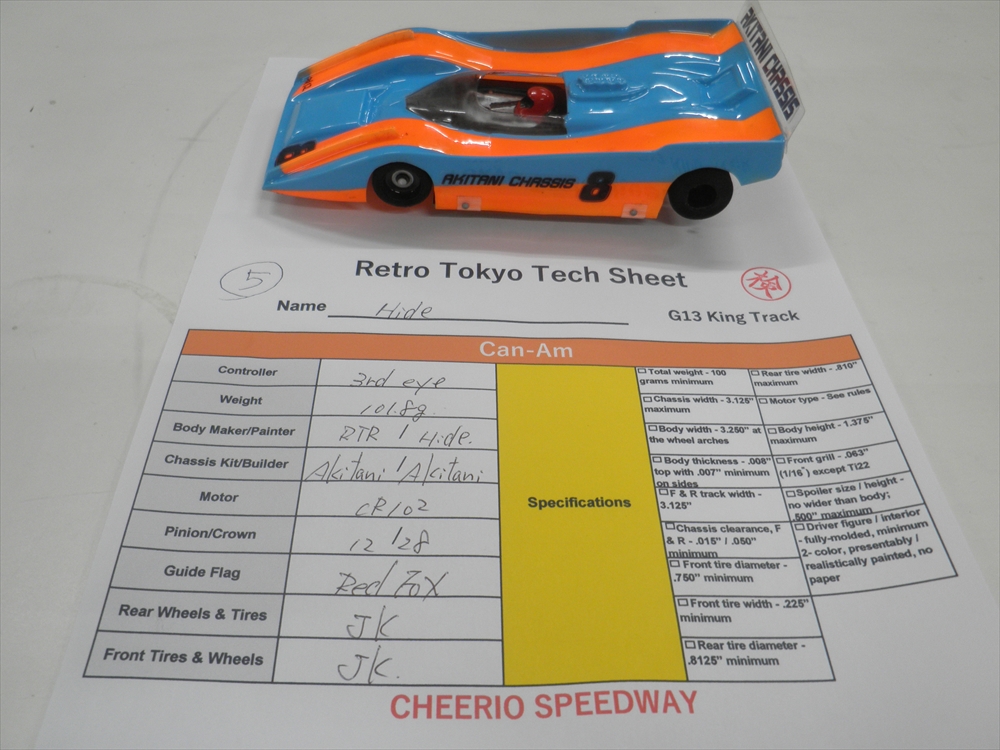 AKITANI CHASSIS
8
AKITANI CHASSIS 8
5
Retro Tokyo Tech Sheet
Name Hide
G13 King Track
Can-Am
Controller 3rd eye
Weight 101.8g
Body Maker/Painter RTR / Hide.
Chassis Kit/Builder Akitani / Akitani
Motor CR102
Pinion/Crown 12 / 28
Guide Flag Red Fox
Rear Wheels & Tires JK
Front Tires & Wheels JK.
Specifications
Total weight - 100
grams minimum
Chassis width - 3.125"
maximum
Body width - 3.250" at
the wheel arches
Body thickness - .008"
top with .007" minimum
on sides
F & R track width -
3.125"
Chassis clearance, F
& R - .015" / .050"
minimum
Front tire diameter -
.750" minimum
Front tire width - .225"
minimum
Rear tire diameter -
.8125" minimum
Rear tire width - .810"
maximum
Motor type - See rules
Body height - 1.375"
maximum
Front grill - .063"
(1/16") except Ti22
Spoiler size / height -
no wider than body;
.500" maximum
Driver figure / interior
- fully-molded, minimum
2- color, presentably /
realistically painted, no
paper
CHEERIO SPEEDWAY